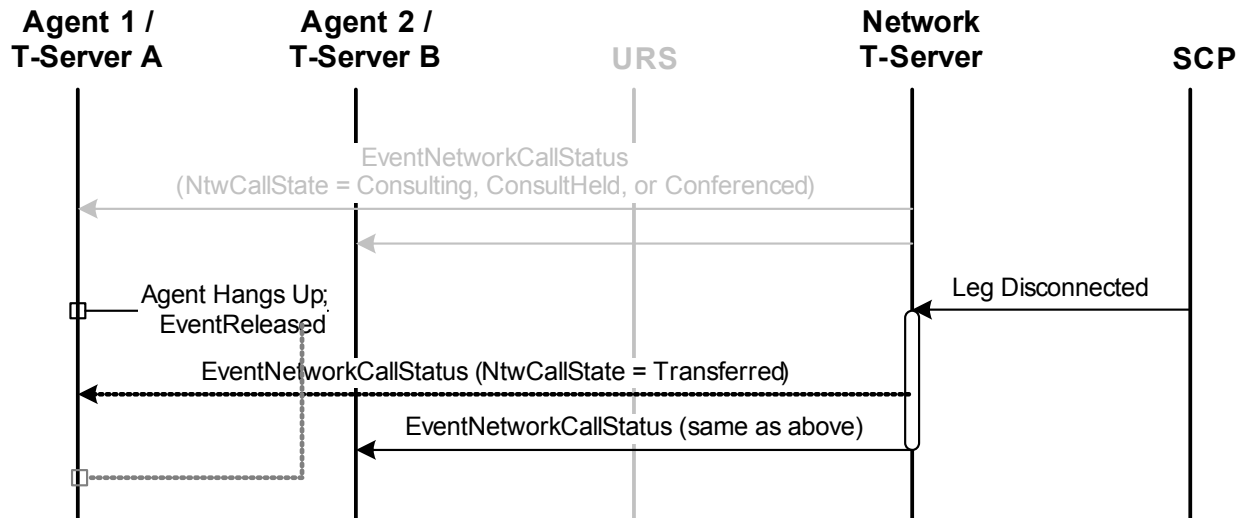 Agent 1 /
T-Server A
Agent 2 /
T-Server B
URS
Network
T-Server
SCP
EventNetworkCallStatus
(NtwCallState = Consulting, ConsultHeld, or Conferenced)
Agent Hangs Up;
EventReleased
Leg Disconnected
EventNetworkCallStatus (NtwCallState = Transferred)
EventNetworkCallStatus (same as above)